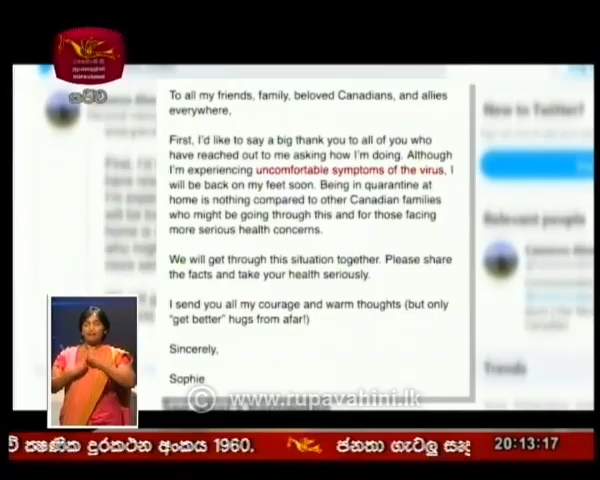 සජීව
To all my friends, family, beloved Canadians, and allies
everywhere,
First, I'd like to say a big thank you to all of you who
have reached out to me asking how I'm doing. Although
I'm experiencing uncomfortable symptoms of the virus, I
will be back on my feet soon. Being in quarantine at
home is nothing compared to other Canadian families
who might be going through this and for those facing
more serious health concerns.
We will get through this situation together. Please share
the facts and take your health seriously.
I send you all my courage and warm thoughts (but only
"get better" hugs from afar!)
Sincerely,
Sophie
New to Twitter?
Relevant people
Trends
© www.rupavahini.lk
ක්ෂණික දුරකථන අංකය 1960. ජනතා ගැටලු සඳ
20:13:17